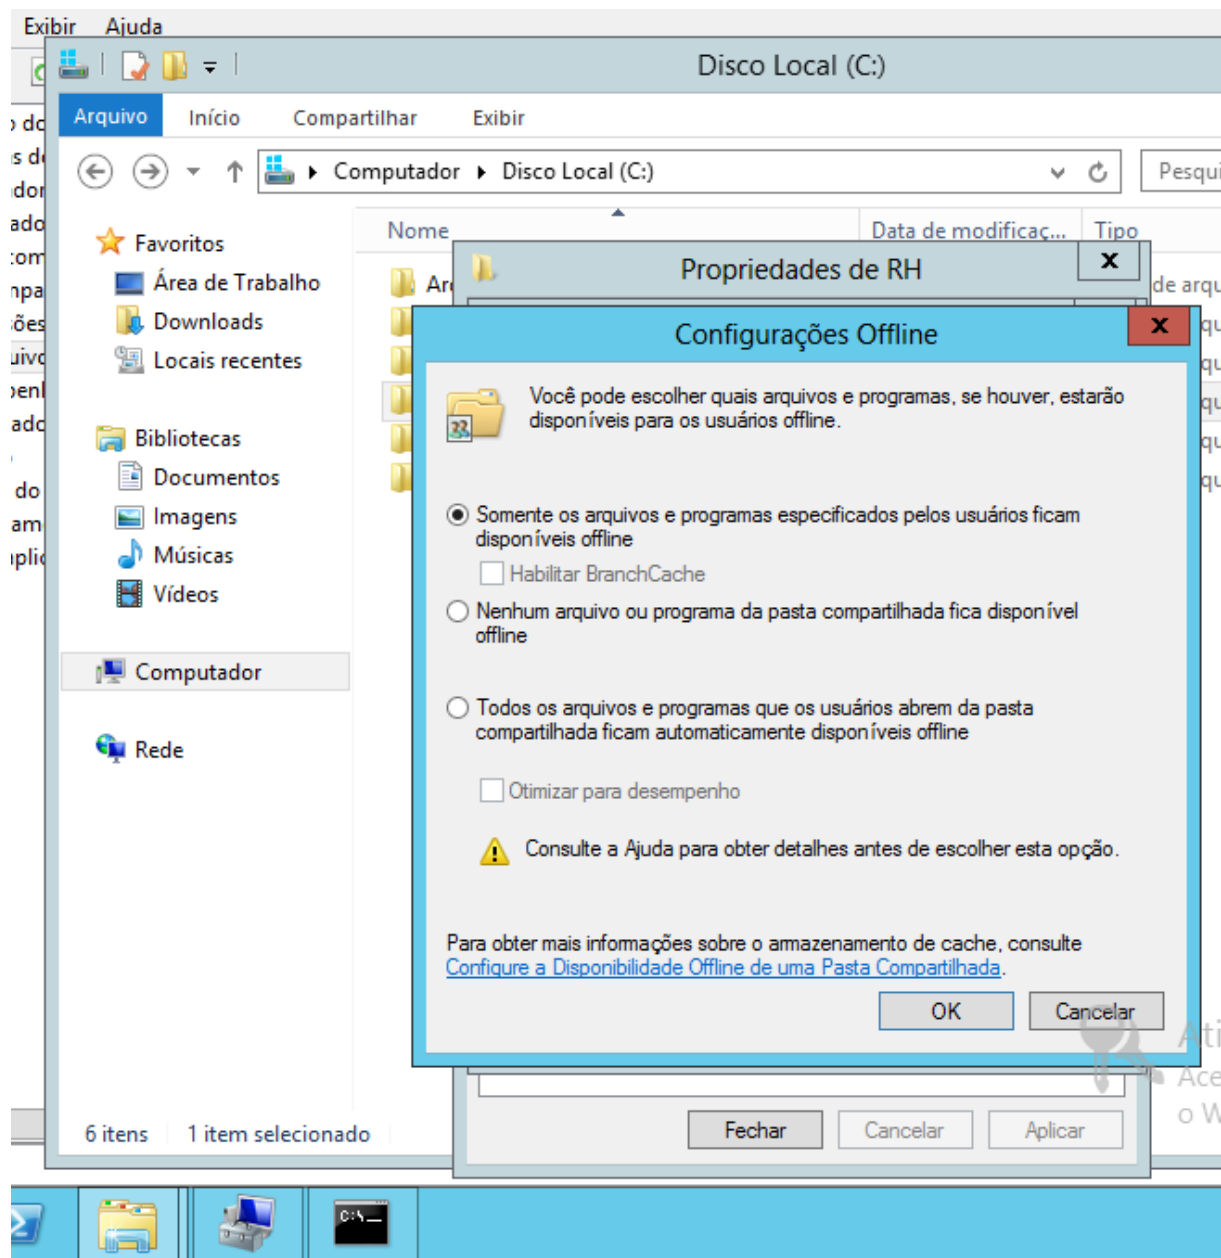 Exibir Ajuda
Disco Local (C:)
Arquivo Início Compartilhar Exibir
Computador Disco Local (C:)
Nome Data de modificaç... Tipo
Favoritos
Área de Trabalho
Downloads
Locais recentes
Bibliotecas
Documentos
Imagens
Músicas
Vídeos
Computador
Rede
Propriedades de RH
x
de arqu
Configurações Offline
x
Você pode escolher quais arquivos e programas, se houver, estarão
disponíveis para os usuários offline.
Somente os arquivos e programas especificados pelos usuários ficam
disponíveis offline
Habilitar BranchCache
Nenhum arquivo ou programa da pasta compartilhada fica disponível
offline
Todos os arquivos e programas que os usuários abrem da pasta
compartilhada ficam automaticamente disponíveis offline
Otimizar para desempenho
Consulte a Ajuda para obter detalhes antes de escolher esta opção.
Para obter mais informações sobre o armazenamento de cache, consulte
Configure a Disponibilidade Offline de uma Pasta Compartilhada.
OK Cancelar
Fechar Cancelar Aplicar
6 itens 1 item selecionado
C:\_